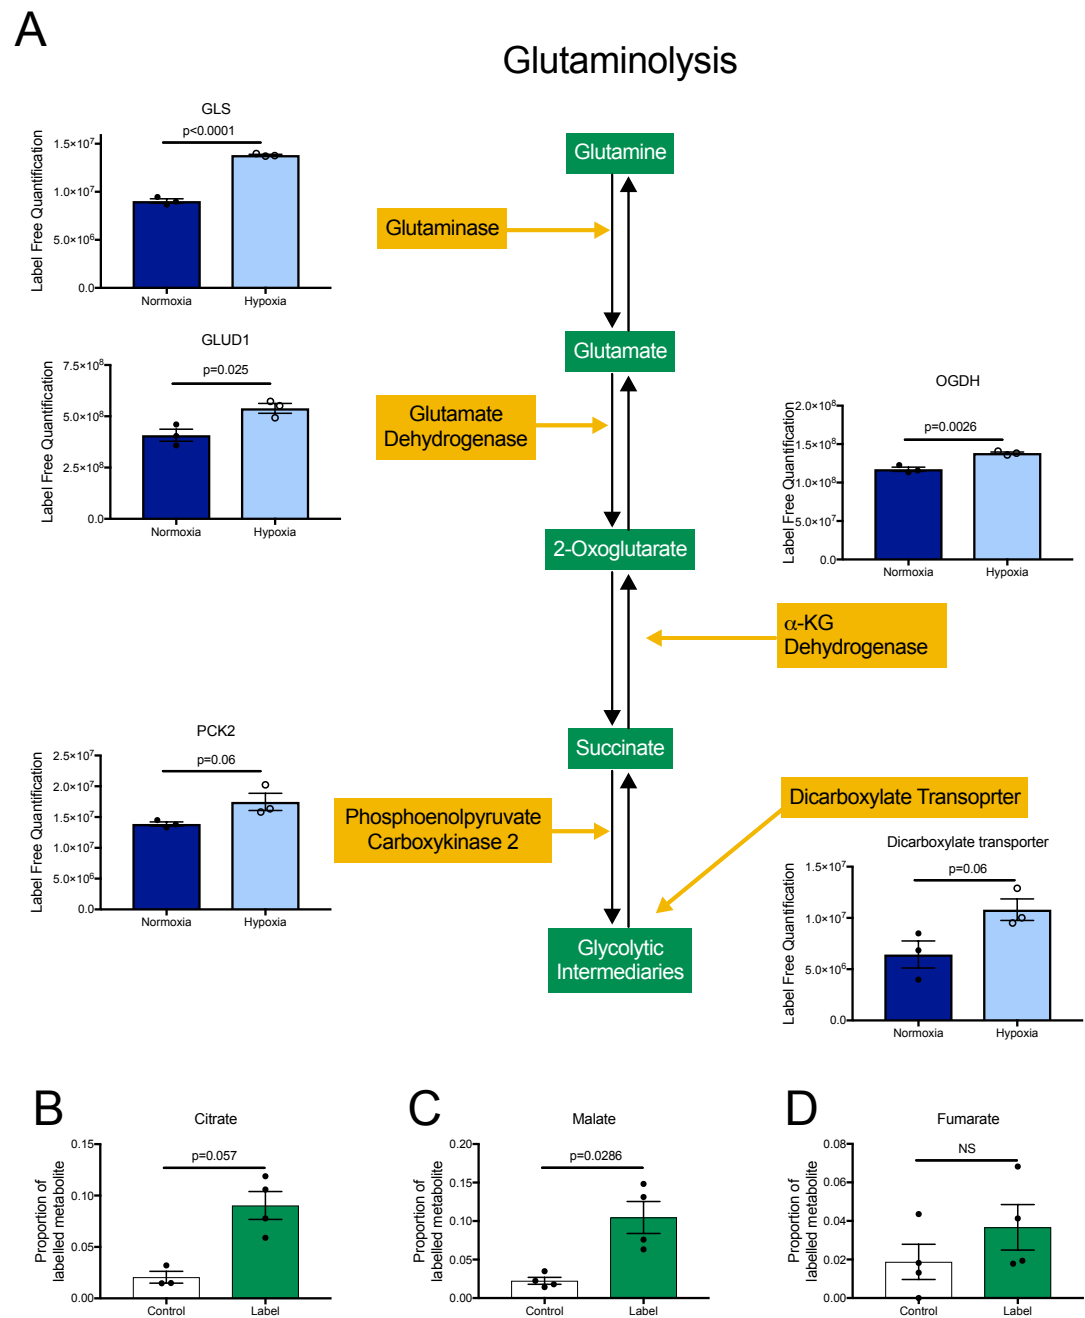 A
Glutaminolysis
GLS
p<0.0001
Label Free Quantification
1.5×10⁷
1.0×10⁷
5.0×10⁶
0.0
Normoxia
Hypoxia
GLUD1
p=0.025
Label Free Quantification
7.5×10⁸
5.0×10⁸
2.5×10⁸
0.0
Normoxia
Hypoxia
PCK2
p=0.06
Label Free Quantification
2.5×10⁷
2.0×10⁷
1.5×10⁷
1.0×10⁷
5.0×10⁶
0.0
Normoxia
Hypoxia
Glutamine
Glutaminase
Glutamate
Glutamate
Dehydrogenase
2-Oxoglutarate
α-KG
Dehydrogenase
Succinate
Phosphoenolpyruvate
Carboxykinase 2
Dicarboxylate Transoprter
Glycolytic
Intermediaries
OGDH
p=0.0026
Label Free Quantification
2.0×10⁸
1.5×10⁸
1.0×10⁸
5.0×10⁷
0.0
Normoxia
Hypoxia
Dicarboxylate transporter
p=0.06
Label Free Quantification
1.5×10⁷
1.0×10⁷
5.0×10⁶
0.0
Normoxia
Hypoxia
B
Citrate
p=0.057
Proportion of
labelled metabolite
0.15
0.10
0.05
0.00
Control
Label
C
Malate
p=0.0286
Proportion of
labelled metabolite
0.20
0.15
0.10
0.05
0.00
Control
Label
D
Fumarate
NS
Proportion of
labelled metabolite
0.08
0.06
0.04
0.02
0.00
Control
Label